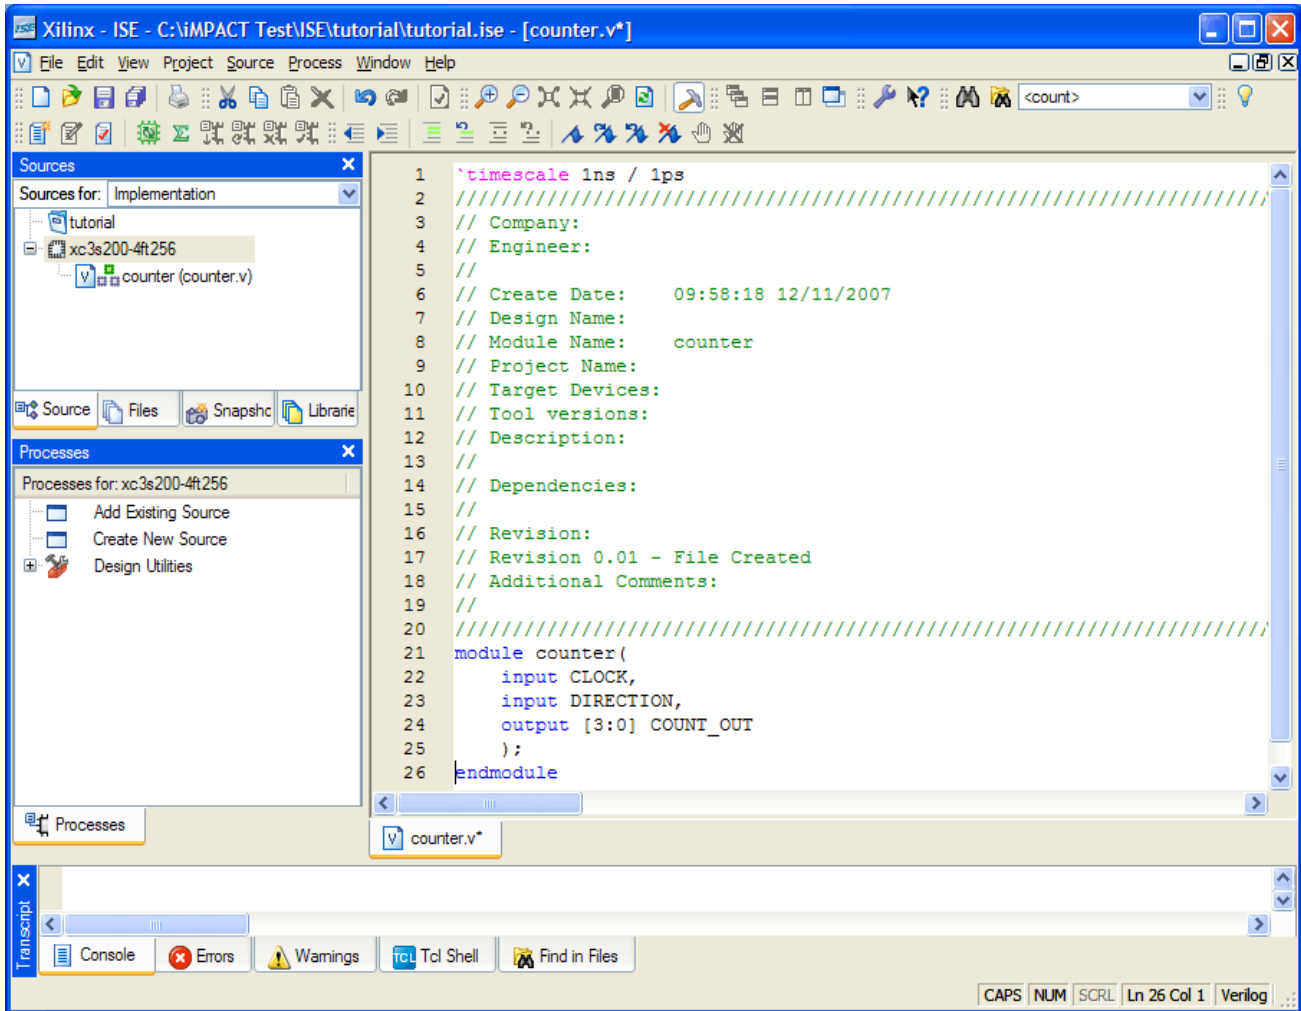 Xilinx - ISE - C:\iMPACT Test\ISE\tutorial\tutorial.ise - [counter.v*]
File Edit View Project Source Process Window Help
<count>
Sources
Sources for: Implementation
tutorial
xc3s200-4ft256
counter (counter.v)
Source Files Snapshc Librarie
Processes
Processes for: xc3s200-4ft256
Add Existing Source
Create New Source
Design Utilities
Processes
1 `timescale 1ns / 1ps
2 //////////////////////////////////////////////////////////////////////
3 // Company:
4 // Engineer:
5 //
6 // Create Date:    09:58:18 12/11/2007
7 // Design Name:
8 // Module Name:    counter
9 // Project Name:
10 // Target Devices:
11 // Tool versions:
12 // Description:
13 //
14 // Dependencies:
15 //
16 // Revision:
17 // Revision 0.01 - File Created
18 // Additional Comments:
19 //
20 //////////////////////////////////////////////////////////////////////
21 module counter(
22     input CLOCK,
23     input DIRECTION,
24     output [3:0] COUNT_OUT
25     );
26 endmodule
counter.v*
Transcript
Console Errors Warnings TCL Tcl Shell Find in Files
CAPS NUM SCRL Ln 26 Col 1 Verilog